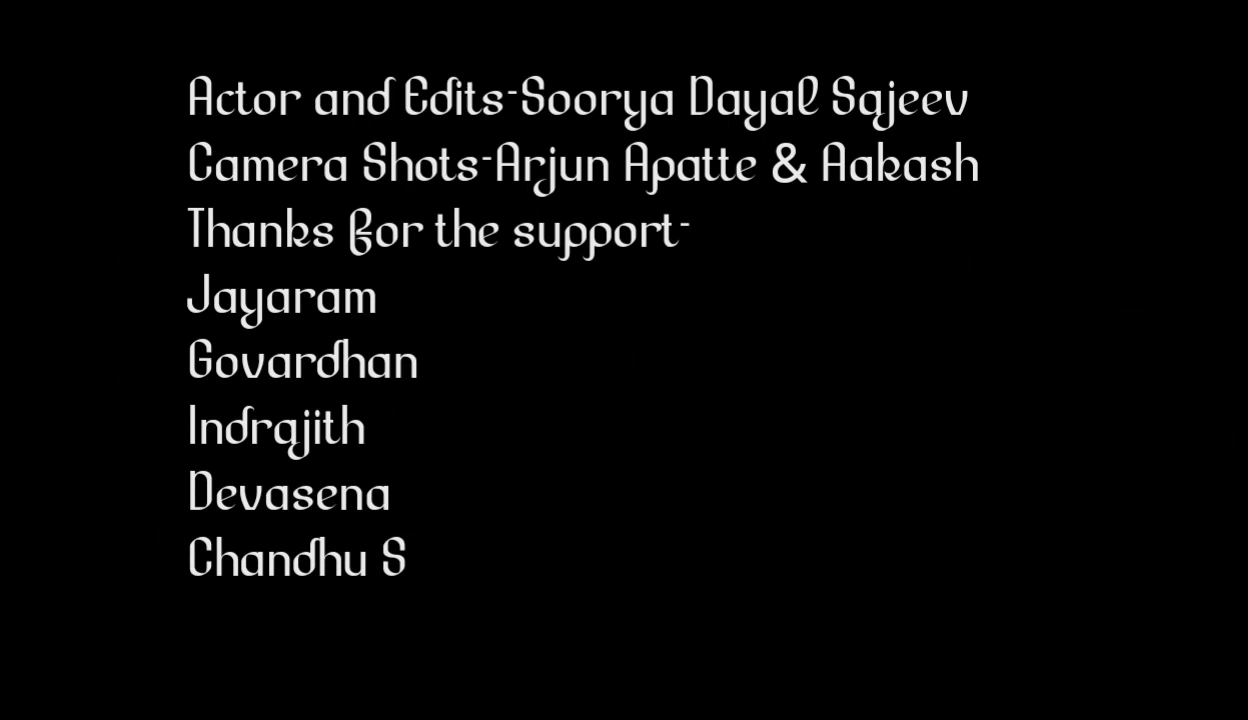 Actor and Edits-Soorya Dayal Sajeev
Camera Shots-Arjun Apatte & Aakash
Thanks for the support-
Jayaram
Govardhan
Indrajith
Devasena
Chandhu S